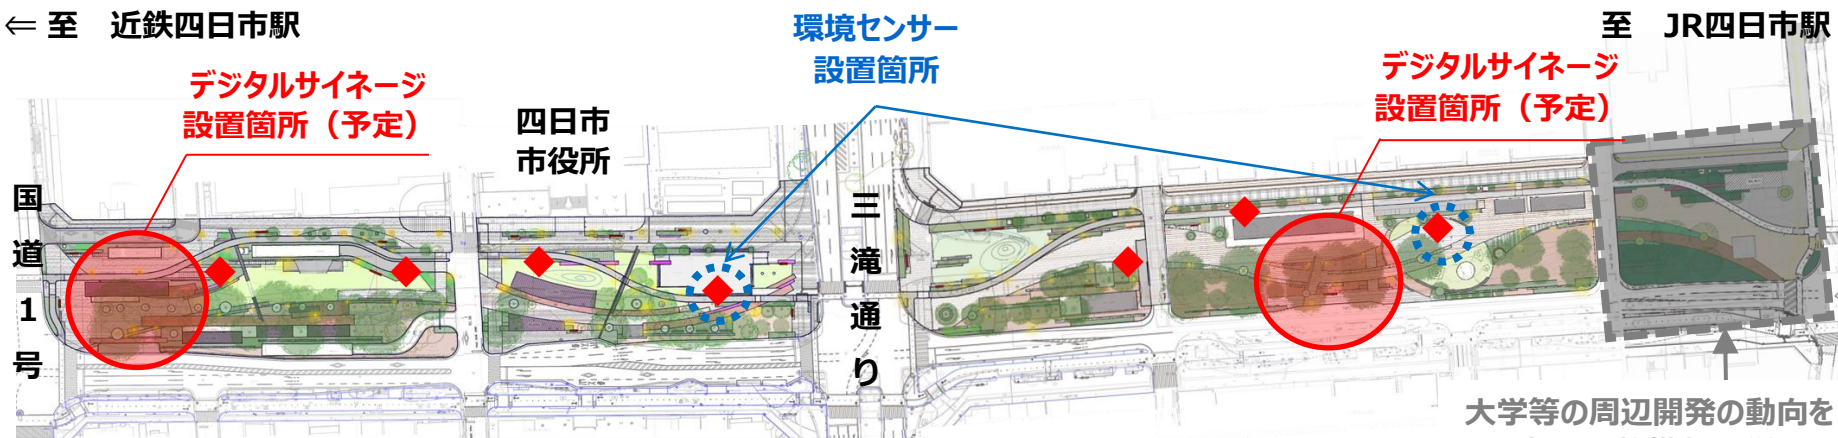 ⇐ 至　近鉄四日市駅
環境センサー
設置箇所
至　JR四日市駅
デジタルサイネージ
設置箇所（予定）
デジタルサイネージ
設置箇所（予定）
四日市
市役所
国道1号
三滝通り
大学等の周辺開発の動向を